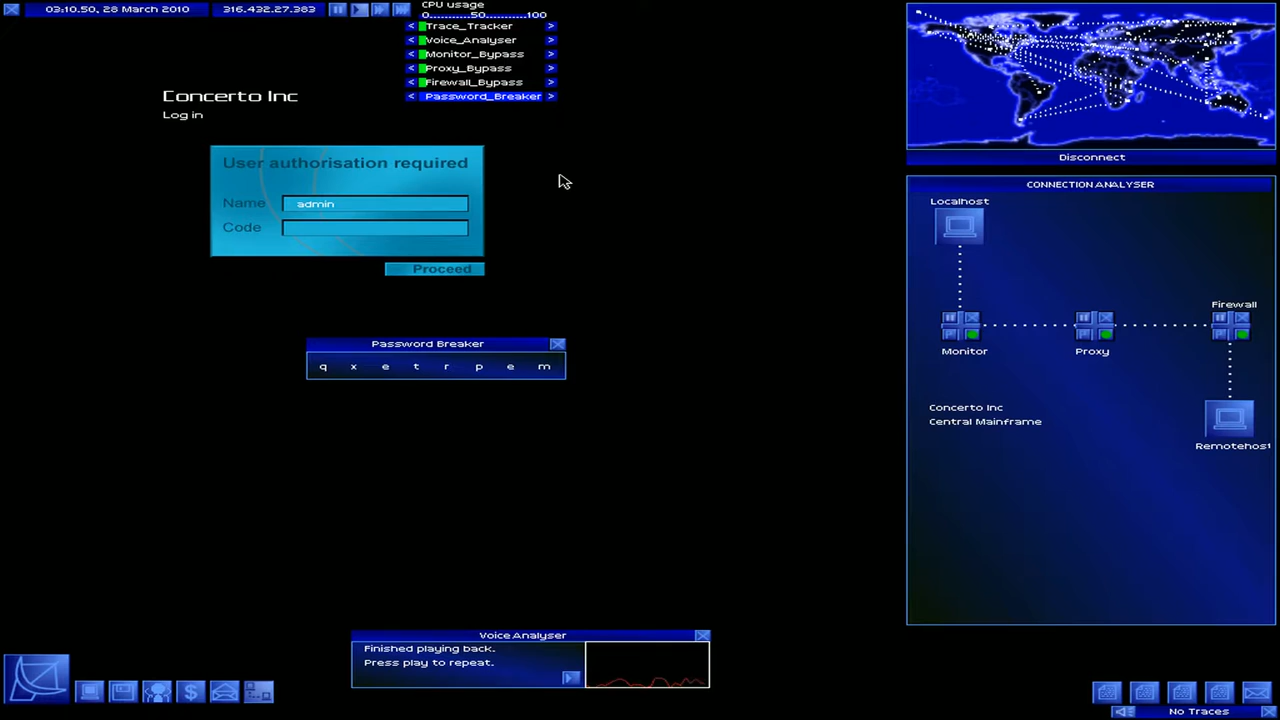 03:10.50, 28 March 2010
316.432.27.383
CPU usage
0...........50...........100
< Trace_Tracker >
< Voice_Analyser >
< Monitor_Bypass >
< Proxy_Bypass >
< Firewall_Bypass >
< Password_Breaker >
Concerto Inc
Log in
User authorisation required
Name admin
Code
Proceed
Password Breaker
q x e t r p e m
Voice Analyser
Finished playing back.
Press play to repeat.
Disconnect
CONNECTION ANALYSER
Localhost
Firewall
Monitor
Proxy
Concerto Inc
Central Mainframe
Remotehost
$
No Traces